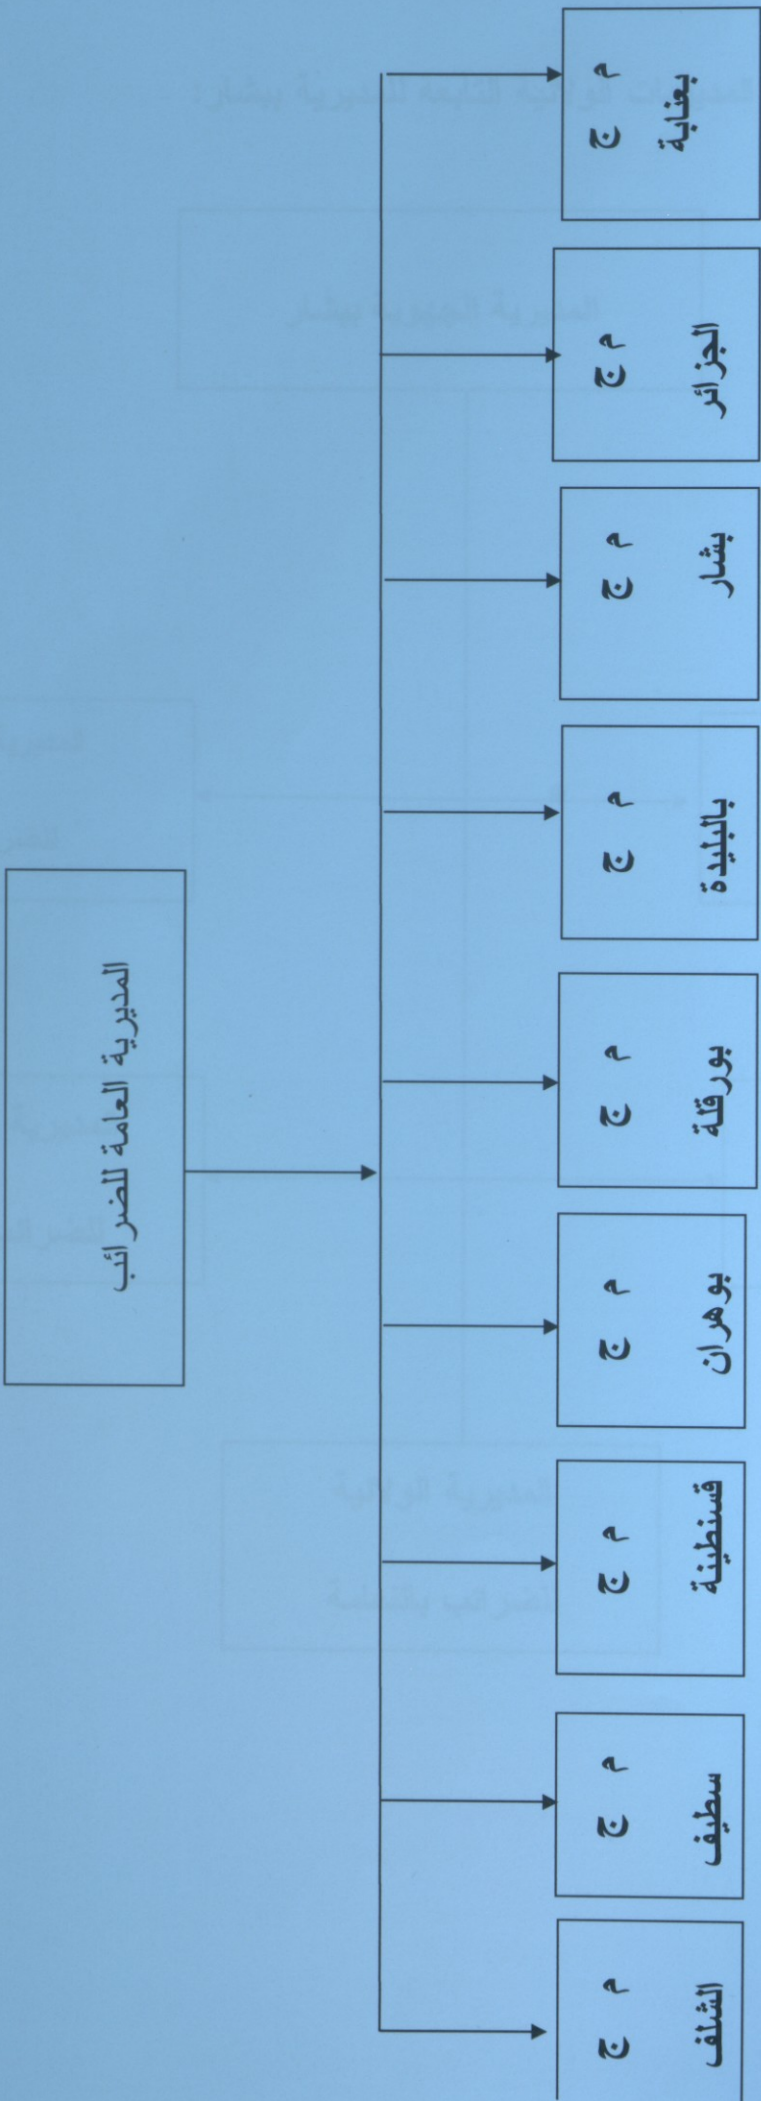 المديرية العامة للضرائب
م ج
بعنابة
م ج
الجزائر
م ج
بشار
م ج
بالبليدة
م ج
بورقلة
م ج
بوهران
م ج
قسنطينة
م ج
سطيف
م ج
الشلف